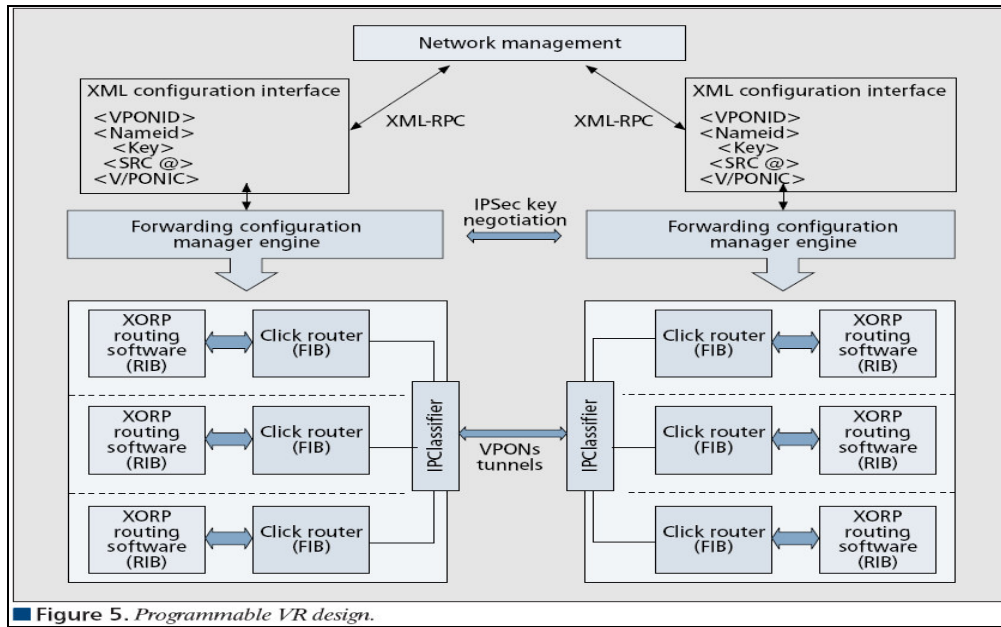 Network management
XML configuration interface
<VPONID>
<Nameid>
<Key>
<SRC @>
<V/PONIC>
XML-RPC
XML-RPC
XML configuration interface
<VPONID>
<Nameid>
<Key>
<SRC @>
<V/PONIC>
Forwarding configuration
manager engine
IPSec key
negotiation
Forwarding configuration
manager engine
XORP
routing
software
(RIB)
Click router
(FIB)
XORP
routing
software
(RIB)
Click router
(FIB)
XORP
routing
software
(RIB)
Click router
(FIB)
IPClassifier
VPONs
tunnels
IPClassifier
Click router
(FIB)
XORP
routing
software
(RIB)
Click router
(FIB)
XORP
routing
software
(RIB)
Click router
(FIB)
XORP
routing
software
(RIB)
Figure 5. Programmable VR design.